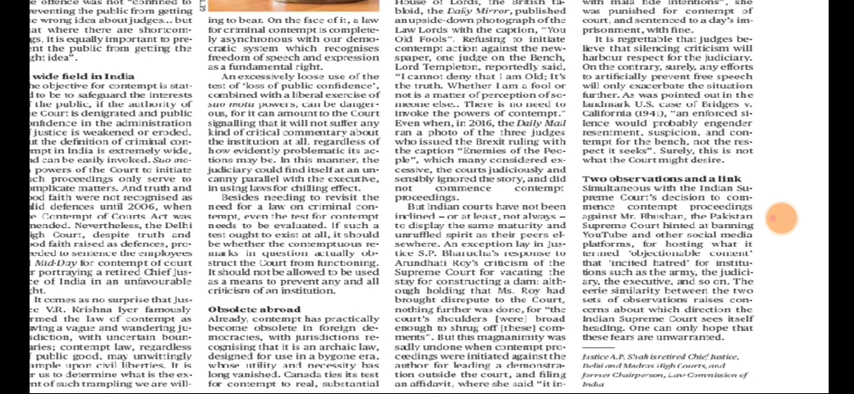 e offence was not "confined to
reventing the public from getting
e wrong idea about judges... but
at where there are shortcom-
gs, it is equally important to pre-
ent the public from getting the
ght idea".
wide field in India
he objective for contempt is stat-
d to be to safeguard the interests
f the public, if the authority of
e Court is denigrated and public
onfidence in the administration
f justice is weakened or eroded.
ut the definition of criminal con-
mpt in India is extremely wide,
nd can be easily invoked. Suo mo-
powers of the Court to initiate
ch proceedings only serve to
omplicate matters. And truth and
ood faith were not recognised as
lid defences until 2006, when
e Contempt of Courts Act was
mended. Nevertheless, the Delhi
igh Court, despite truth and
ood faith raised as defences, pro-
eeded to sentence the employees
Mid-Day for contempt of court
r portraying a retired Chief Jus-
ce of India in an unfavourable
ght.
It comes as no surprise that Jus-
ce V.R. Krishna Iyer famously
rmed the law of contempt as
aving a vague and wandering ju-
sdiction, with uncertain boun-
aries; contempt law, regardless
f public good, may unwittingly
ample upon civil liberties. It is
r us to determine what is the ex-
nt of such trampling we are will-
ing to bear. On the face of it, a law
for criminal contempt is complete-
ly asynchronous with our demo-
cratic system which recognises
freedom of speech and expression
as a fundamental right.
An excessively loose use of the
test of 'loss of public confidence',
combined with a liberal exercise of
suo motu powers, can be danger-
ous, for it can amount to the Court
signalling that it will not suffer any
kind of critical commentary about
the institution at all, regardless of
how evidently problematic its ac-
tions may be. In this manner, the
judiciary could find itself at an un-
canny parallel with the executive,
in using laws for chilling effect.
Besides needing to revisit the
need for a law on criminal con-
tempt, even the test for contempt
needs to be evaluated. If such a
test ought to exist at all, it should
be whether the contemptuous re-
marks in question actually ob-
struct the Court from functioning.
It should not be allowed to be used
as a means to prevent any and all
criticism of an institution.
Obsolete abroad
Already, contempt has practically
become obsolete in foreign de-
mocracies, with jurisdictions re-
cognising that it is an archaic law,
designed for use in a bygone era,
whose utility and necessity has
long vanished. Canada ties its test
for contempt to real, substantial
House of Lords, the British ta-
bloid, the Daily Mirror, published
an upside-down photograph of the
Law Lords with the caption, "You
Old Fools". Refusing to initiate
contempt action against the news-
paper, one judge on the Bench,
Lord Templeton, reportedly said,
"I cannot deny that I am Old; It's
the truth. Whether I am a fool or
not is a matter of perception of so-
meone else.. There is no need to
invoke the powers of contempt."
Even when, in 2016, the Daily Mail
ran a photo of the three judges
who issued the Brexit ruling with
the caption "Enemies of the Peo-
ple", which many considered ex-
cessive, the courts judiciously and
sensibly ignored the story, and did
not commence contempt
proceedings.
But Indian courts have not been
inclined – or at least, not always –
to display the same maturity and
unruffled spirit as their peers el-
sewhere. An exception lay in Jus-
tice S.P. Bharucha's response to
Arundhati Roy's criticism of the
Supreme Court for vacating the
stay for constructing a dam: alth-
ough holding that Ms. Roy had
brought disrepute to the Court,
nothing further was done, for "the
court's shoulders [were] broad
enough to shrug off [these] com-
ments". But this magnanimity was
sadly undone when contempt pro-
ceedings were initiated against the
author for leading a demonstra-
tion outside the court, and filing
an affidavit, where she said "it in-
with mala fide intentions", she
was punished for contempt of
court, and sentenced to a day's im-
prisonment, with fine.
It is regrettable that judges be-
lieve that silencing criticism will
harbour respect for the judiciary.
On the contrary, surely, any efforts
to artificially prevent free speech
will only exacerbate the situation
further. As was pointed out in the
landmark U.S. case of Bridges v.
California (1941), "an enforced si-
lence would probably engender
resentment, suspicion, and con-
tempt for the bench, not the res-
pect it seeks". Surely, this is not
what the Court might desire.
Two observations and a link
Simultaneous with the Indian Su-
preme Court's decision to com-
mence contempt proceedings
against Mr. Bhushan, the Pakistan
Supreme Court hinted at banning
YouTube and other social media
platforms, for hosting what it
termed 'objectionable content'
that 'incited hatred' for institu-
tions such as the army, the judici-
ary, the executive, and so on. The
eerie similarity between the two
sets of observations raises con-
cerns about which direction the
Indian Supreme Court sees itself
heading. One can only hope that
these fears are unwarranted.
Justice A.P. Shah is retired Chief Justice,
Delhi and Madras High Courts, and
former Chairperson, Law Commission of
India